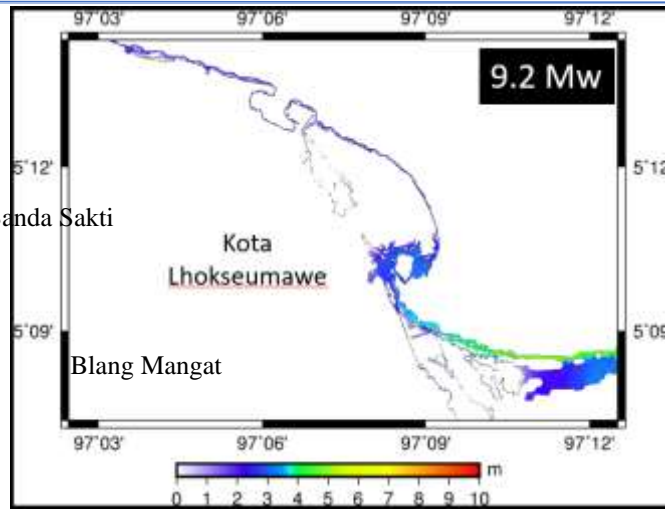 97°03' 97°06' 97°09' 97°12'
9.2 Mw
5°12' 5°12'
anda Sakti
Kota
Lhokseumawe
5°09' 5°09'
Blang Mangat
97°03' 97°06' 97°09' 97°12'
m
0 1 2 3 4 5 6 7 8 9 10